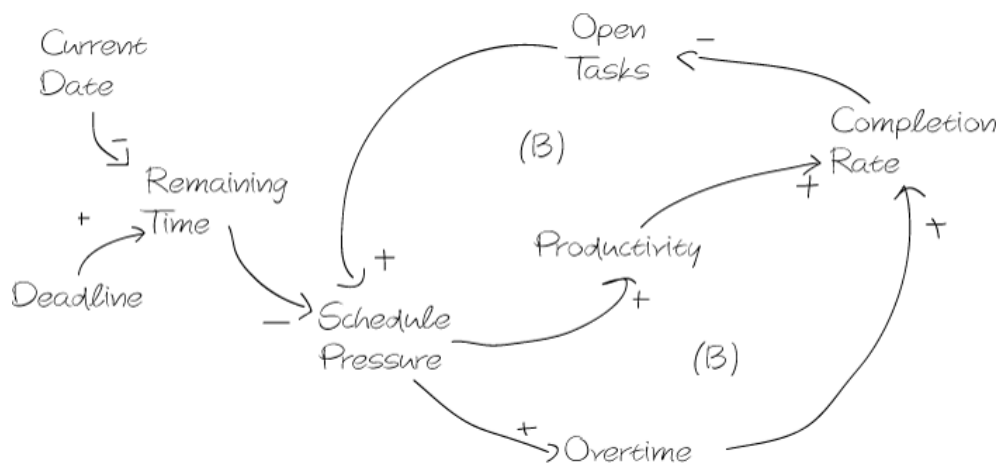 Current
Date
−
Remaining
Time
+
Deadline
−
Open
Tasks
−
Completion
Rate
(B)
+
Productivity
+
+
+
Schedule
Pressure
(B)
+
Overtime